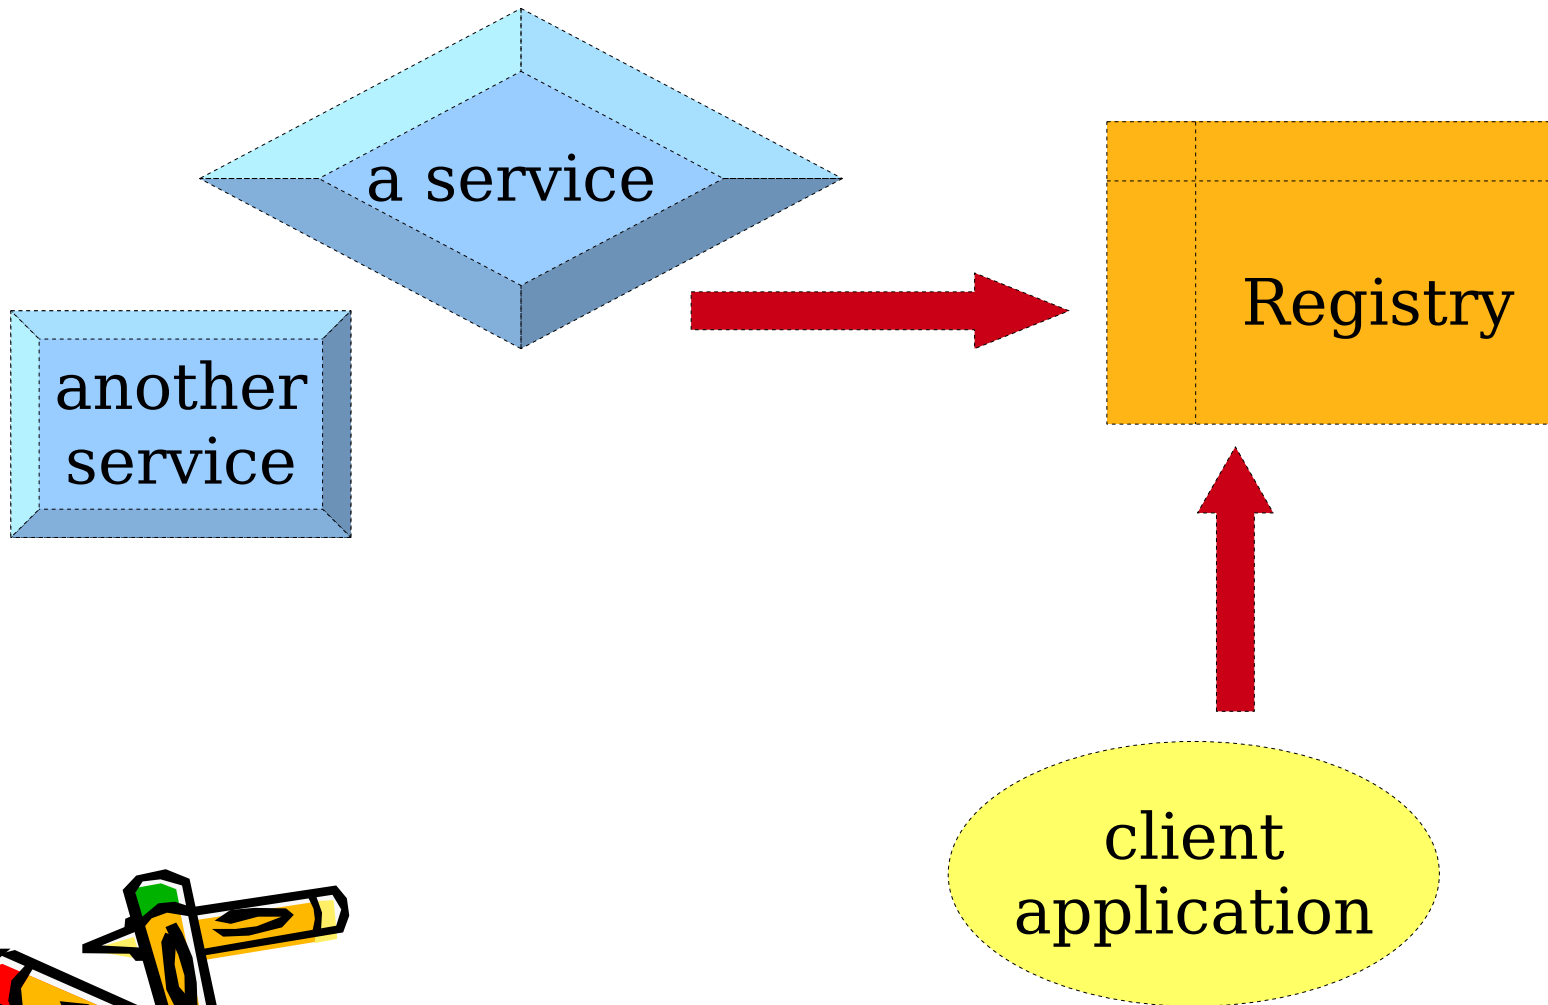 a service
Registry
another
service
client
application